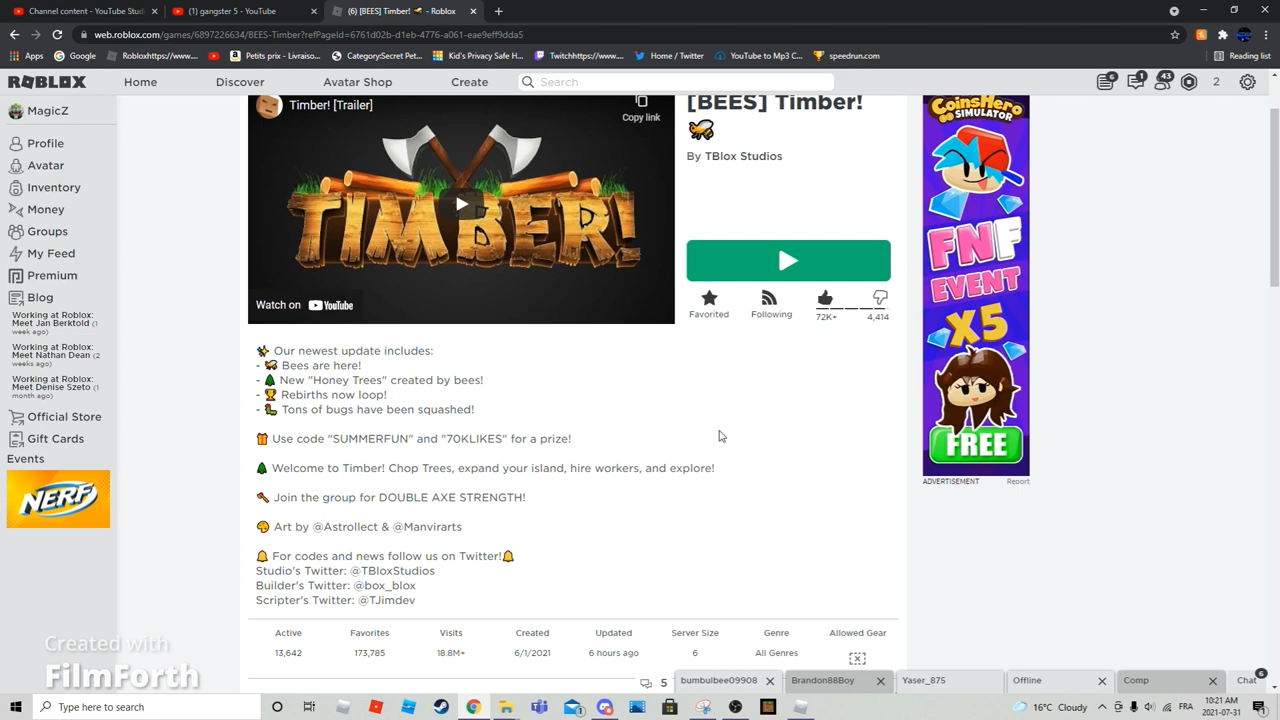 Channel content - YouTube Studi
(1) gangster 5 - YouTube
(6) [BEES] Timber! - Roblox
web.roblox.com/games/6897226634/BEES-Timber?refPageId=6761d02b-d1eb-4776-a061-eae9eff9dda5
Apps
Google
Robloxhttps://www...
Petits prix - Livraiso...
CategorySecret Pet...
Kid's Privacy Safe H...
Twitchhttps://www....
Home / Twitter
YouTube to Mp3 C...
speedrun.com
Reading list
ROBLOX
Home
Discover
Avatar Shop
Create
Search
6
1
43
2
MagicZ
Profile
Avatar
Inventory
Money
Groups
My Feed
Premium
Blog
Working at Roblox:
Meet Jan Berktold (1
week ago)
Working at Roblox:
Meet Nathan Dean (2
weeks ago)
Working at Roblox:
Meet Denise Szeto (1
month ago)
Official Store
Gift Cards
Events
NERF
Timber! [Trailer]
Copy link
TIMBER!
Watch on YouTube
[BEES] Timber!
By TBlox Studios
Favorited
Following
72K+
4,414
Our newest update includes:
- Bees are here!
- New "Honey Trees" created by bees!
- Rebirths now loop!
- Tons of bugs have been squashed!
Use code "SUMMERFUN" and "70KLIKES" for a prize!
Welcome to Timber! Chop Trees, expand your island, hire workers, and explore!
Join the group for DOUBLE AXE STRENGTH!
Art by @Astrollect & @Manvirarts
For codes and news follow us on Twitter!
Studio's Twitter: @TBloxStudios
Builder's Twitter: @box_blox
Scripter's Twitter: @TJimdev
Active
Favorites
Visits
Created
Updated
Server Size
Genre
Allowed Gear
13,642
173,785
18.8M+
6/1/2021
6 hours ago
6
All Genres
COINS HERO
SIMULATOR
FNF
EVENT
X5
FREE
ADVERTISEMENT
Report
Created with
FilmForth
5
bumbulbee09908
Brandon88Boy
Yaser_875
Offline
Comp
Chat
6
Type here to search
16°C Cloudy
FRA
10:21 AM
2021-07-31